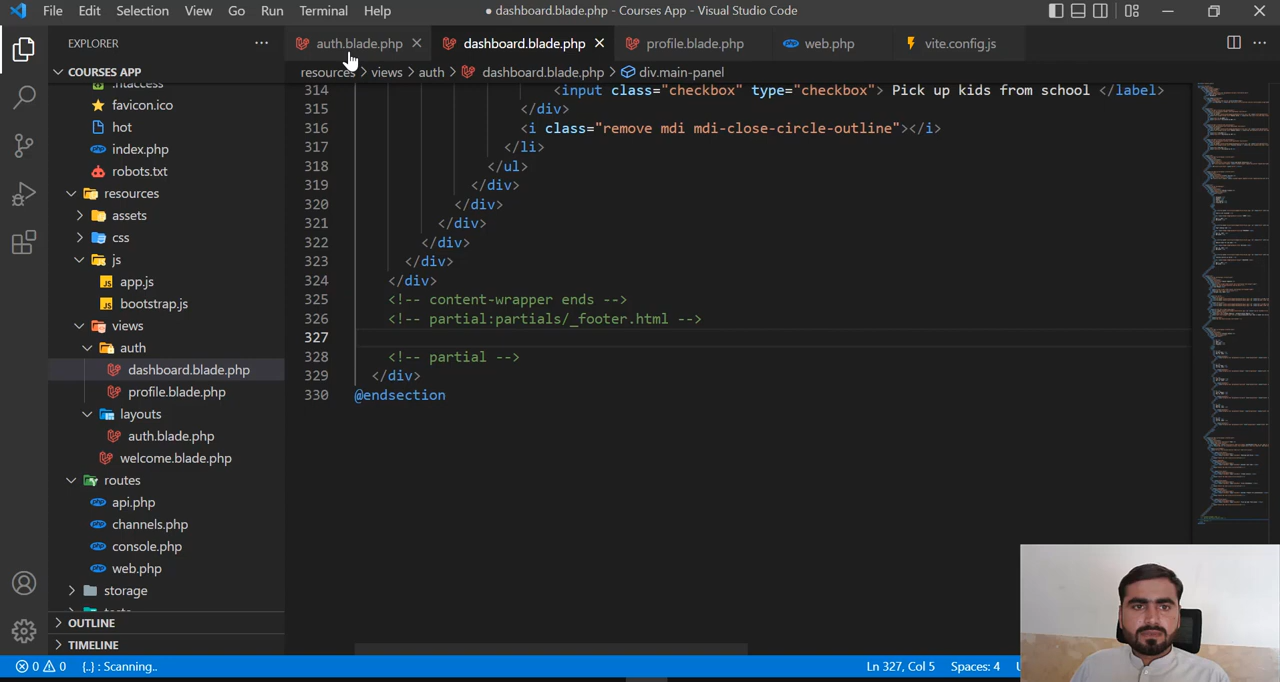 File Edit Selection View Go Run Terminal Help
● dashboard.blade.php - Courses App - Visual Studio Code
EXPLORER
auth.blade.php
dashboard.blade.php
profile.blade.php
web.php
vite.config.js
COURSES APP
resources > views > auth > dashboard.blade.php > div.main-panel
.htaccess
favicon.ico
hot
index.php
robots.txt
resources
assets
css
js
app.js
bootstrap.js
views
auth
dashboard.blade.php
profile.blade.php
layouts
auth.blade.php
welcome.blade.php
routes
api.php
channels.php
console.php
web.php
storage
tests
OUTLINE
TIMELINE
314 <input class="checkbox" type="checkbox"> Pick up kids from school </label>
315 </div>
316 <i class="remove mdi mdi-close-circle-outline"></i>
317 </li>
318 </ul>
319 </div>
320 </div>
321 </div>
322 </div>
323 </div>
324 </div>
325 <!-- content-wrapper ends -->
326 <!-- partial:partials/_footer.html -->
327
328 <!-- partial -->
329 </div>
330 @endsection
0 0 {..} : Scanning.. Ln 327, Col 5 Spaces: 4